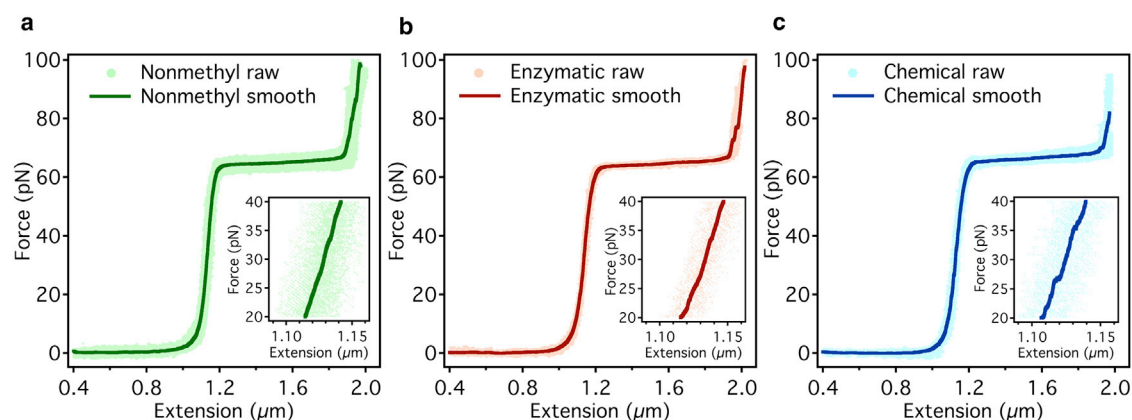 a
100
80
60
40
20
0
Force (pN)
Nonmethyl raw
Nonmethyl smooth
40
35
30
25
20
Force (pN)
1.10
1.15
Extension (µm)
0.4
0.8
1.2
1.6
2.0
Extension (µm)
b
100
80
60
40
20
0
Force (pN)
Enzymatic raw
Enzymatic smooth
40
35
30
25
20
Force (pN)
1.10
1.15
Extension (µm)
0.4
0.8
1.2
1.6
2.0
Extension (µm)
c
100
80
60
40
20
0
Force (pN)
Chemical raw
Chemical smooth
40
35
30
25
20
Force (pN)
1.10
1.15
Extension (µm)
0.4
0.8
1.2
1.6
2.0
Extension (µm)